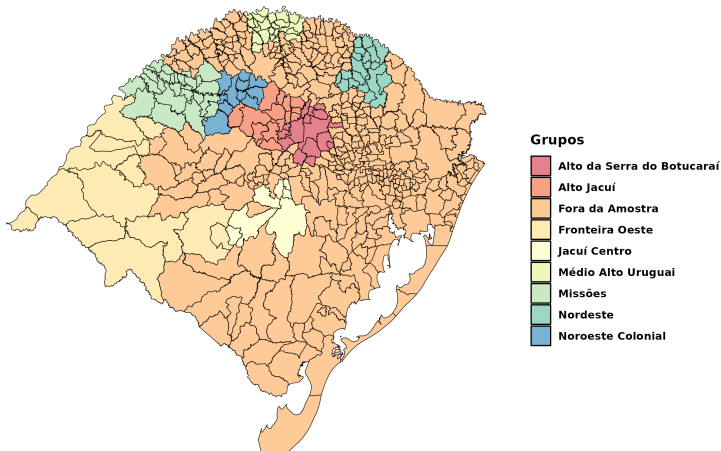 Grupos
Alto da Serra do Botucaraí
Alto Jacuí
Fora da Amostra
Fronteira Oeste
Jacuí Centro
Médio Alto Uruguai
Missões
Nordeste
Noroeste Colonial